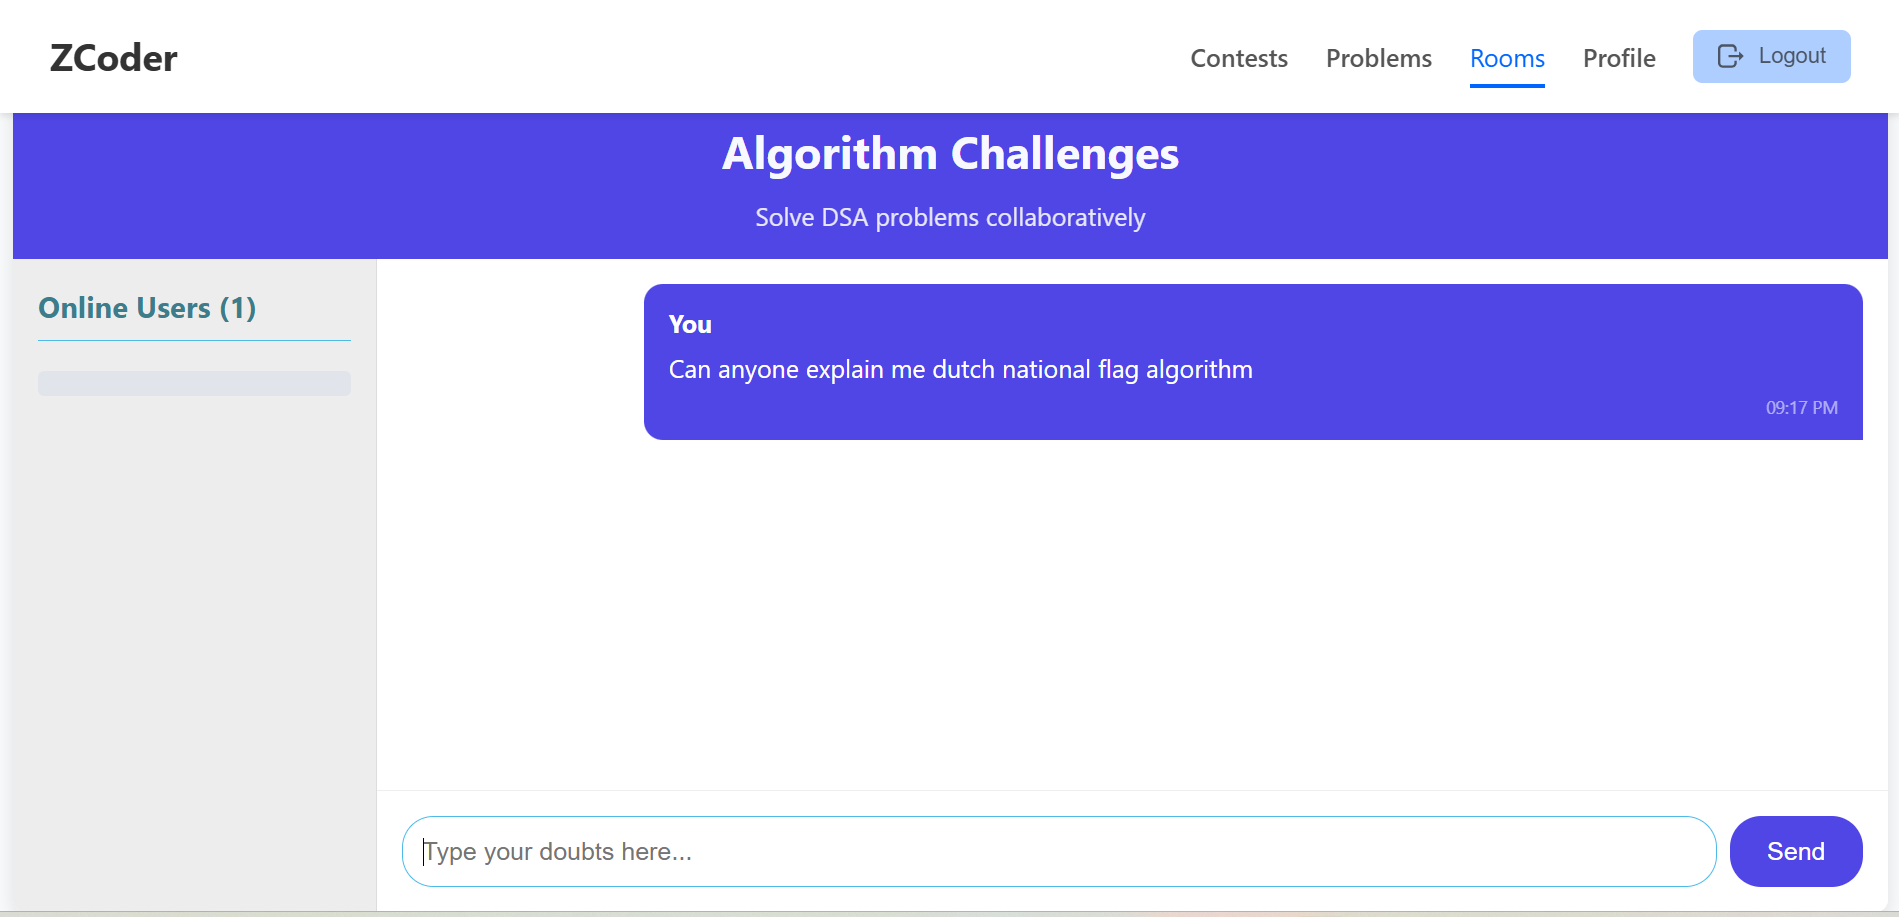 ZCoder
Contests
Problems
Rooms
Profile
Logout
Algorithm Challenges
Solve DSA problems collaboratively
Online Users (1)
You
Can anyone explain me dutch national flag algorithm
09:17 PM
Type your doubts here...
Send